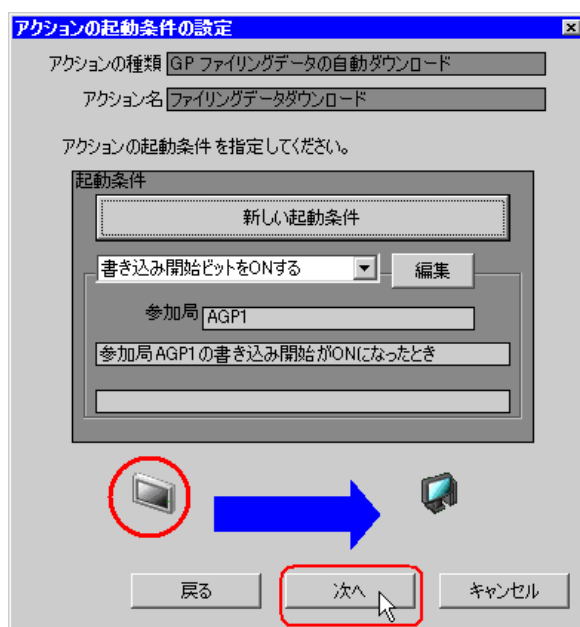 アクションの起動条件の設定
アクションの種類 GP ファイリングデータの自動ダウンロード
アクション名 ファイリングデータダウンロード
アクションの起動条件 を指定してください。
起動条件
新しい起動条件
書き込み開始ビットをONする 編集
参加局 AGP1
参加局 AGP1 の書き込み開始がONになったとき
戻る 次へ キャンセル